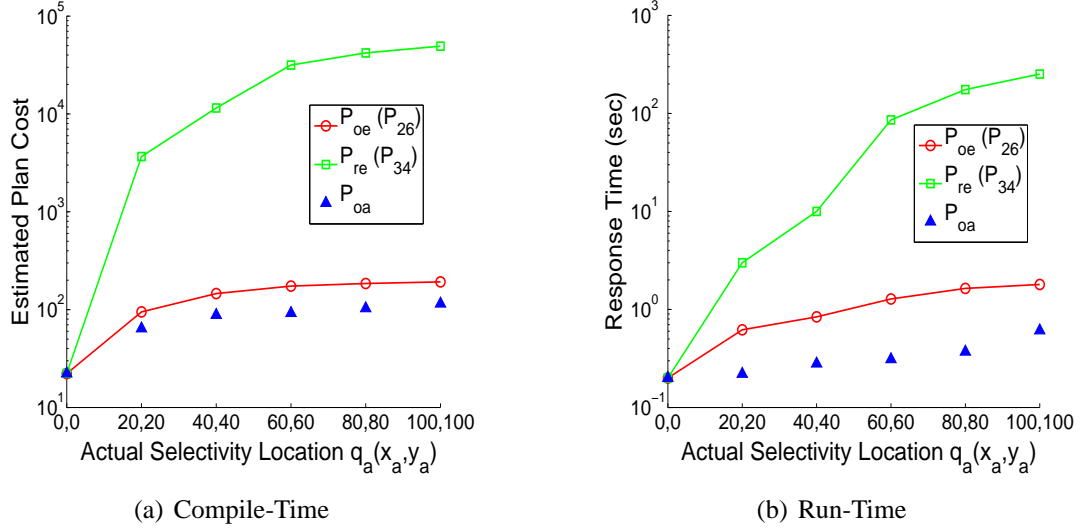 10^5
10^4
10^3
10^2
10^1
Estimated Plan Cost
P_oe (P_26)
P_re (P_34)
P_oa
0,0 20,20 40,40 60,60 80,80 100,100
Actual Selectivity Location q_a(x_a,y_a)
(a) Compile-Time
10^3
10^2
10^1
10^0
10^−1
Response Time (sec)
P_oe (P_26)
P_re (P_34)
P_oa
0,0 20,20 40,40 60,60 80,80 100,100
Actual Selectivity Location q_a(x_a,y_a)
(b) Run-Time